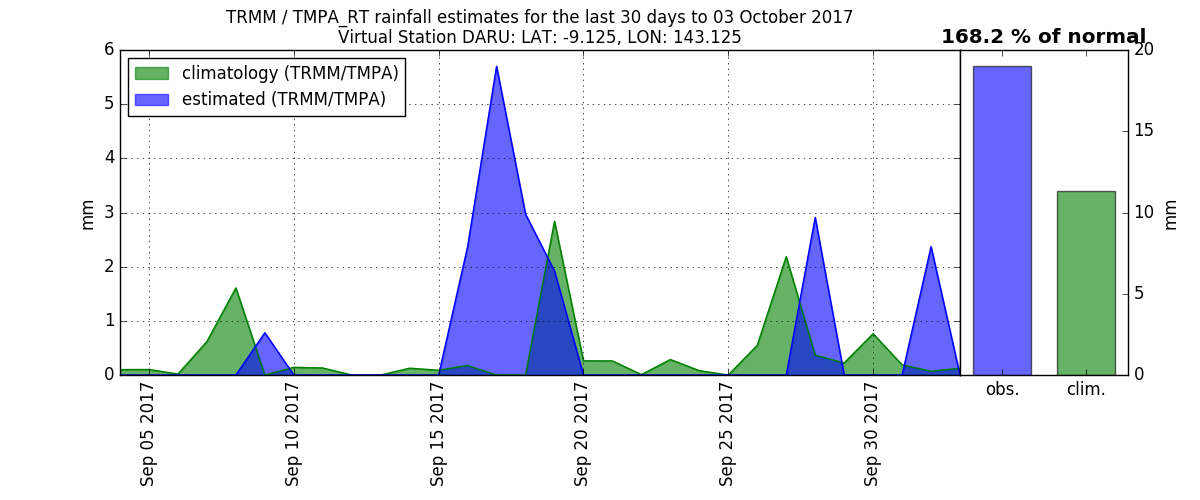 TRMM / TMPA_RT rainfall estimates for the last 30 days to 03 October 2017
Virtual Station DARU: LAT: -9.125, LON: 143.125
168.2 % of normal
climatology (TRMM/TMPA)
estimated (TRMM/TMPA)
6
5
4
3
2
1
0
mm
20
15
10
5
0
mm
obs.
clim.
Sep 05 2017
Sep 10 2017
Sep 15 2017
Sep 20 2017
Sep 25 2017
Sep 30 2017